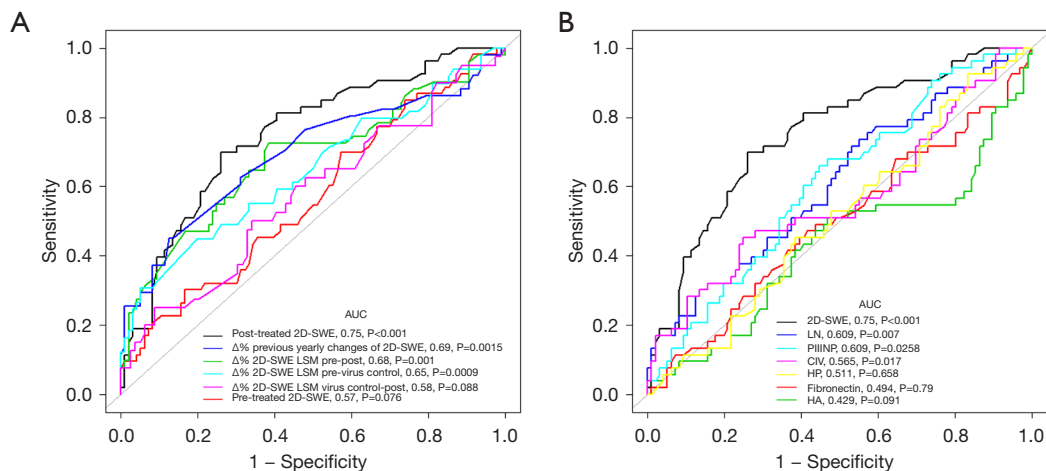 A
1.0
0.8
0.6
0.4
0.2
0.0
Sensitivity
AUC
Post-treated 2D-SWE, 0.75, P<0.001
Δ% previous yearly changes of 2D-SWE, 0.69, P=0.0015
Δ% 2D-SWE LSM pre-post, 0.68, P=0.001
Δ% 2D-SWE LSM pre-virus control, 0.65, P=0.0009
Δ% 2D-SWE LSM virus control-post, 0.58, P=0.088
Pre-treated 2D-SWE, 0.57, P=0.076
0.0 0.2 0.4 0.6 0.8 1.0
1 – Specificity
B
1.0
0.8
0.6
0.4
0.2
0.0
Sensitivity
AUC
2D-SWE, 0.75, P<0.001
LN, 0.609, P=0.007
PIIINP, 0.609, P=0.0258
CIV, 0.565, P=0.017
HP, 0.511, P=0.658
Fibronectin, 0.494, P=0.79
HA, 0.429, P=0.091
0.0 0.2 0.4 0.6 0.8 1.0
1 – Specificity